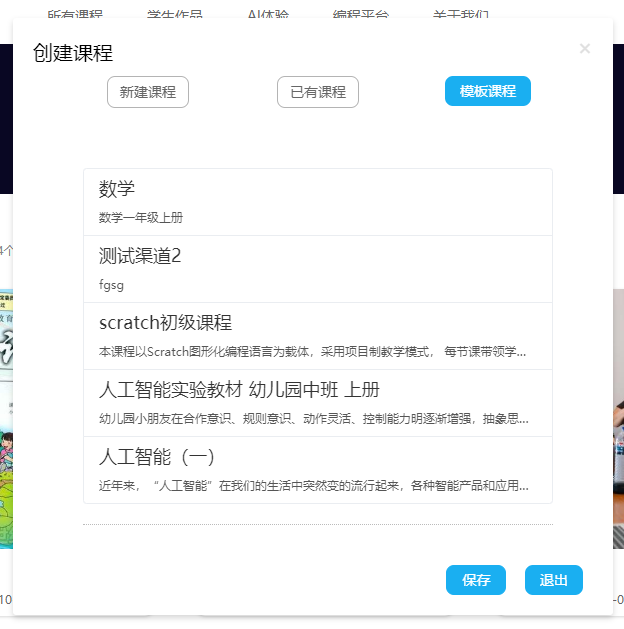 所有课程 学生作品 AI体验 编程平台 关于我们
创建课程 ×
新建课程 已有课程 模板课程
数学
数学一年级上册
测试渠道2
fgsg
scratch初级课程
本课程以Scratch图形化编程语言为载体，采用项目制教学模式， 每节课带领学...
人工智能实验教材 幼儿园中班 上册
幼儿园小朋友在合作意识、规则意识、动作灵活、控制能力明逐渐增强，抽象思...
人工智能（一）
近年来，“人工智能”在我们的生活中突然变的流行起来，各种智能产品和应用...
保存 退出